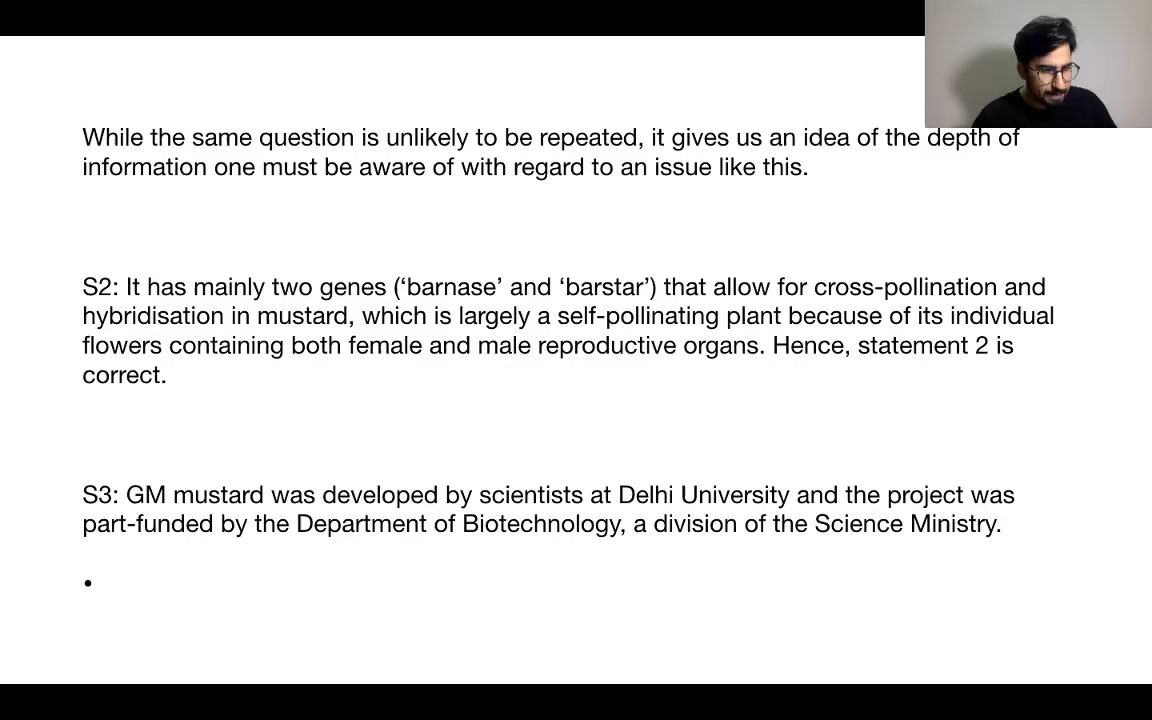 While the same question is unlikely to be repeated, it gives us an idea of the depth of
information one must be aware of with regard to an issue like this.
S2: It has mainly two genes (‘barnase’ and ‘barstar’) that allow for cross-pollination and
hybridisation in mustard, which is largely a self-pollinating plant because of its individual
flowers containing both female and male reproductive organs. Hence, statement 2 is
correct.
S3: GM mustard was developed by scientists at Delhi University and the project was
part-funded by the Department of Biotechnology, a division of the Science Ministry.
•